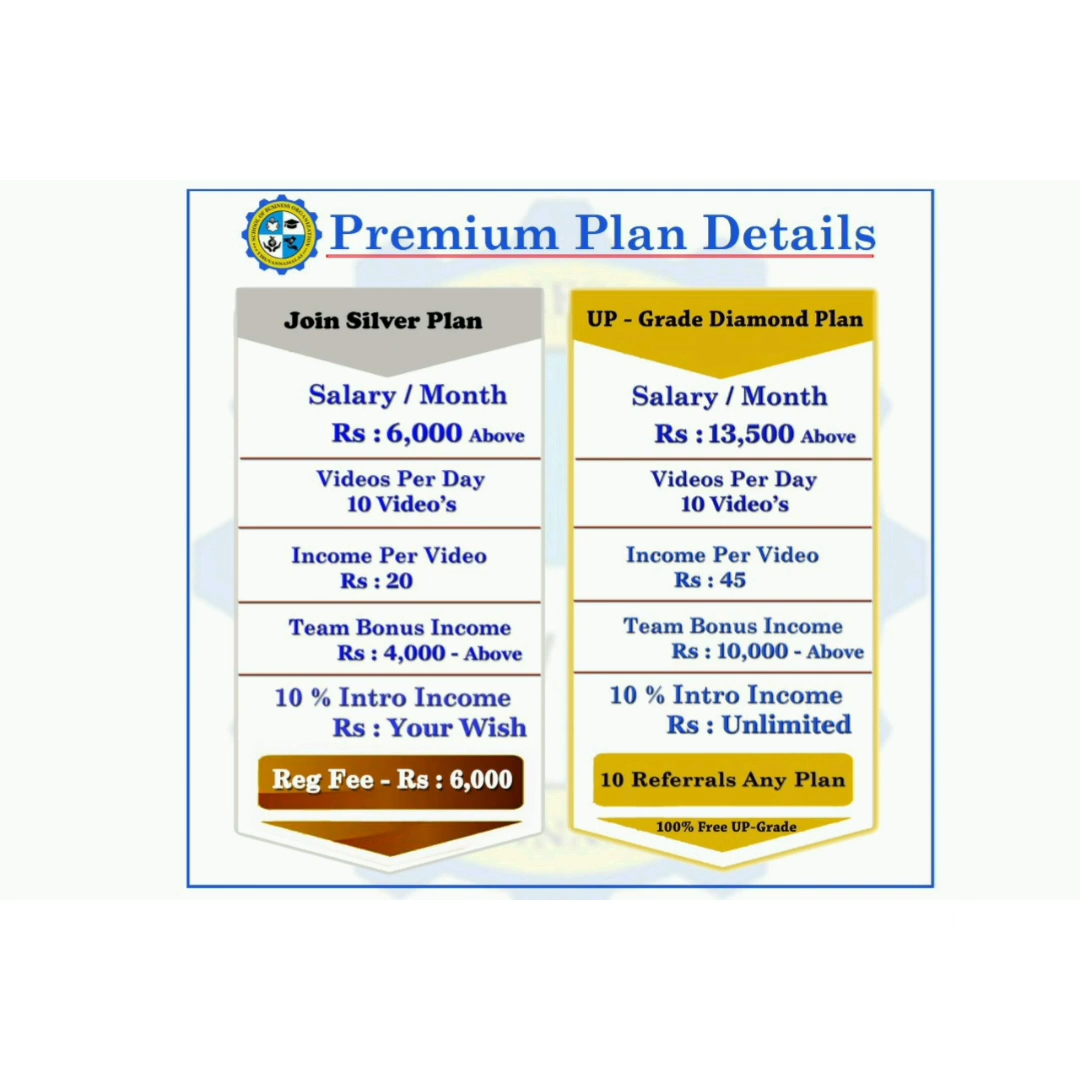 SCHOOL OF BUSINESS ORGANIZATION
Premium Plan Details
Join Silver Plan
Salary / Month
Rs : 6,000 Above
Videos Per Day
10 Video’s
Income Per Video
Rs : 20
Team Bonus Income
Rs : 4,000 - Above
10 % Intro Income
Rs : Your Wish
Reg Fee - Rs : 6,000
UP - Grade Diamond Plan
Salary / Month
Rs : 13,500 Above
Videos Per Day
10 Video’s
Income Per Video
Rs : 45
Team Bonus Income
Rs : 10,000 - Above
10 % Intro Income
Rs : Unlimited
10 Referrals Any Plan
100% Free UP-Grade